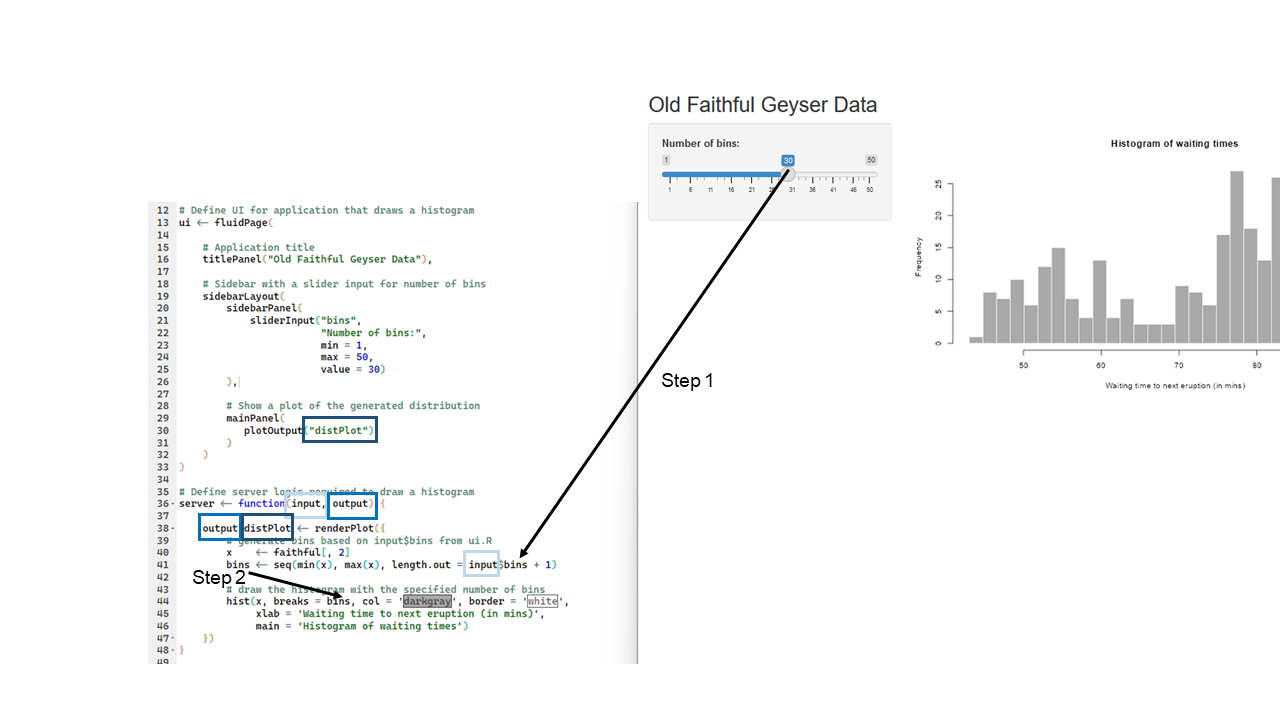 Old Faithful Geyser Data
Number of bins:
1 30 50
1 6 11 16 21 31 36 41 46 50
Histogram of waiting times
Frequency
25
20
15
10
5
0
50 60 70 80
Waiting time to next eruption (in mins)
Step 1
12 # Define UI for application that draws a histogram
13 ui <- fluidPage(
14
15 # Application title
16 titlePanel("Old Faithful Geyser Data"),
17
18 # Sidebar with a slider input for number of bins
19 sidebarLayout(
20 sidebarPanel(
21 sliderInput("bins",
22 "Number of bins:",
23 min = 1,
24 max = 50,
25 value = 30)
26 ),
27
28 # Show a plot of the generated distribution
29 mainPanel(
30 plotOutput("distPlot")
31 )
32 )
33 )
34
35 # Define server logic required to draw a histogram
36 server <- function(input, output) {
37
38 output$distPlot <- renderPlot({
39 # generate bins based on input$bins from ui.R
40 x <- faithful[, 2]
41 bins <- seq(min(x), max(x), length.out = input$bins + 1)
42
Step 2
43 # draw the histogram with the specified number of bins
44 hist(x, breaks = bins, col = 'darkgray', border = 'white',
45 xlab = 'Waiting time to next eruption (in mins)',
46 main = 'Histogram of waiting times')
47 })
48 }
49